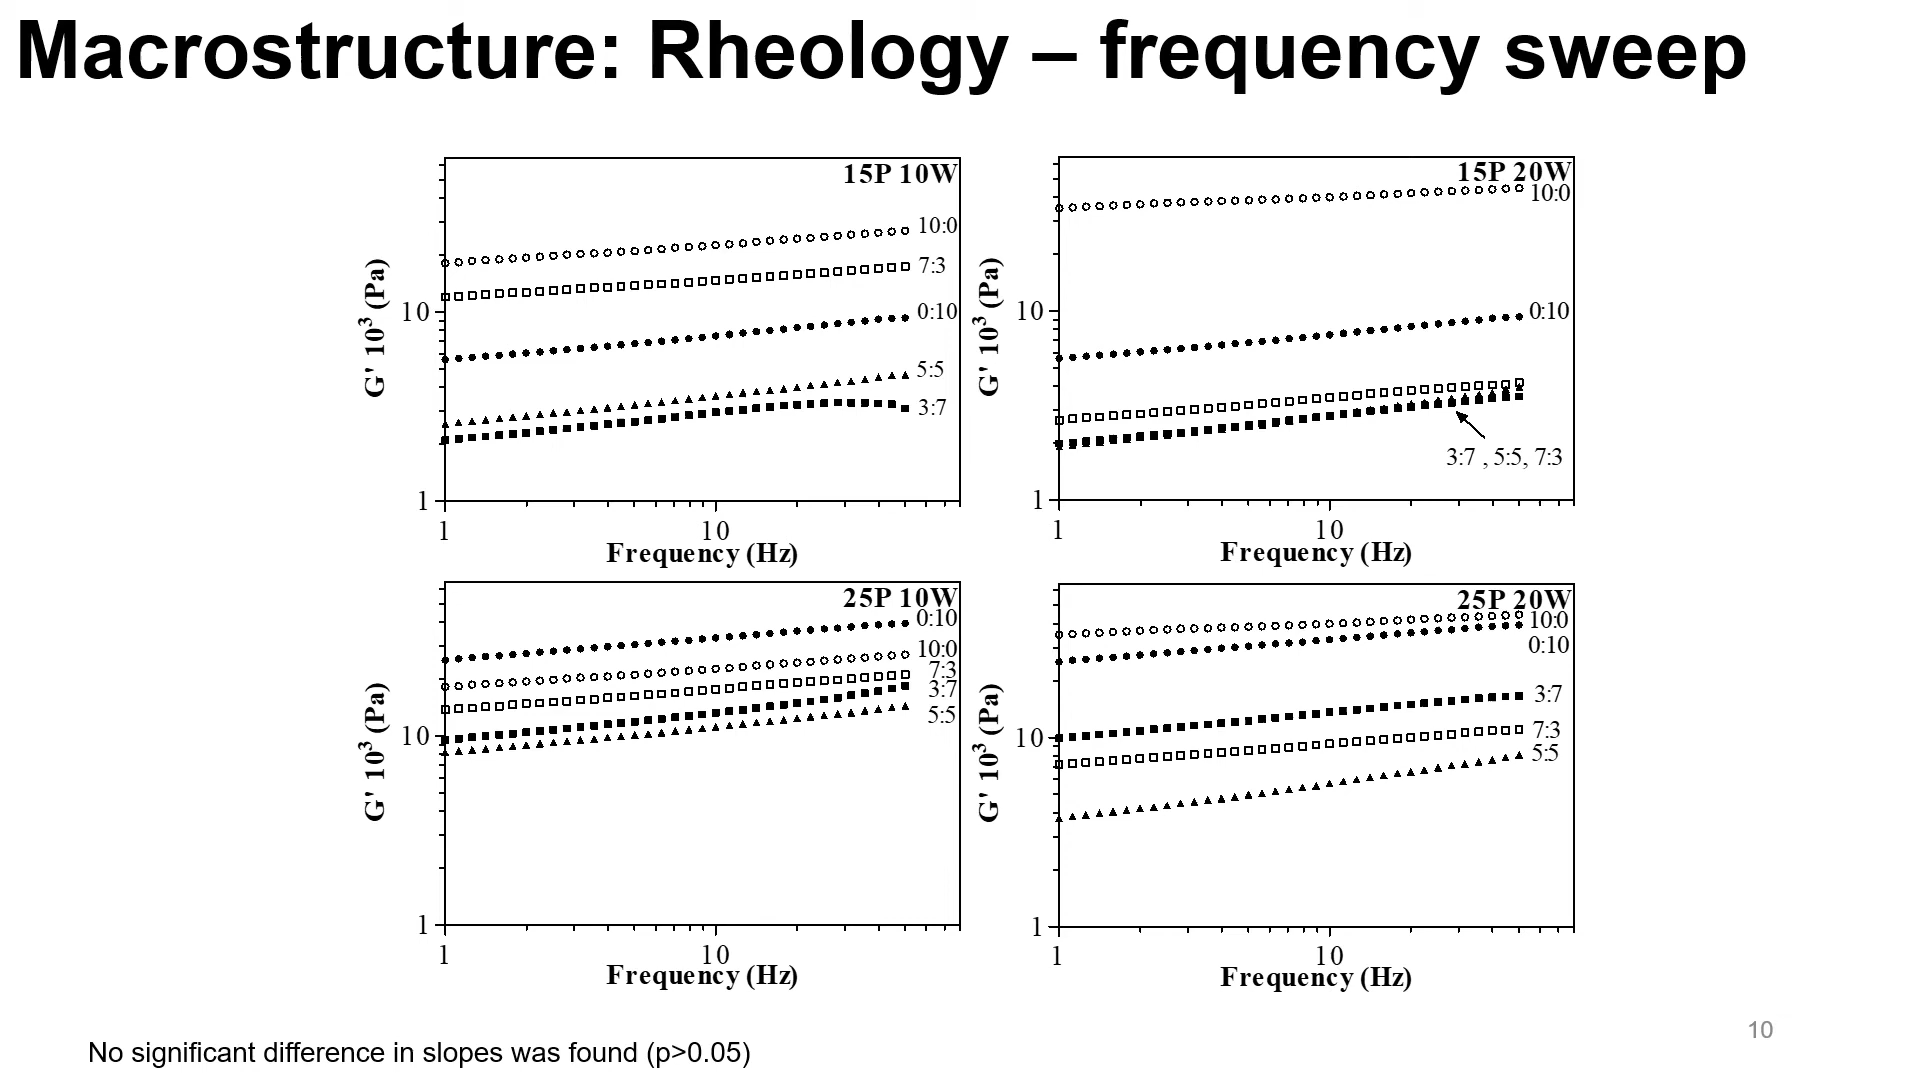 Macrostructure: Rheology – frequency sweep
15P 10W
10:0
7:3
0:10
5:5
3:7
G' 10³ (Pa)
10
1
1
10
Frequency (Hz)
15P 20W
10:0
0:10
3:7 , 5:5, 7:3
G' 10³ (Pa)
10
1
1
10
Frequency (Hz)
25P 10W
0:10
10:0
7:3
3:7
5:5
G' 10³ (Pa)
10
1
1
10
Frequency (Hz)
25P 20W
10:0
0:10
3:7
7:3
5:5
G' 10³ (Pa)
10
1
1
10
Frequency (Hz)
10
No significant difference in slopes was found (p>0.05)